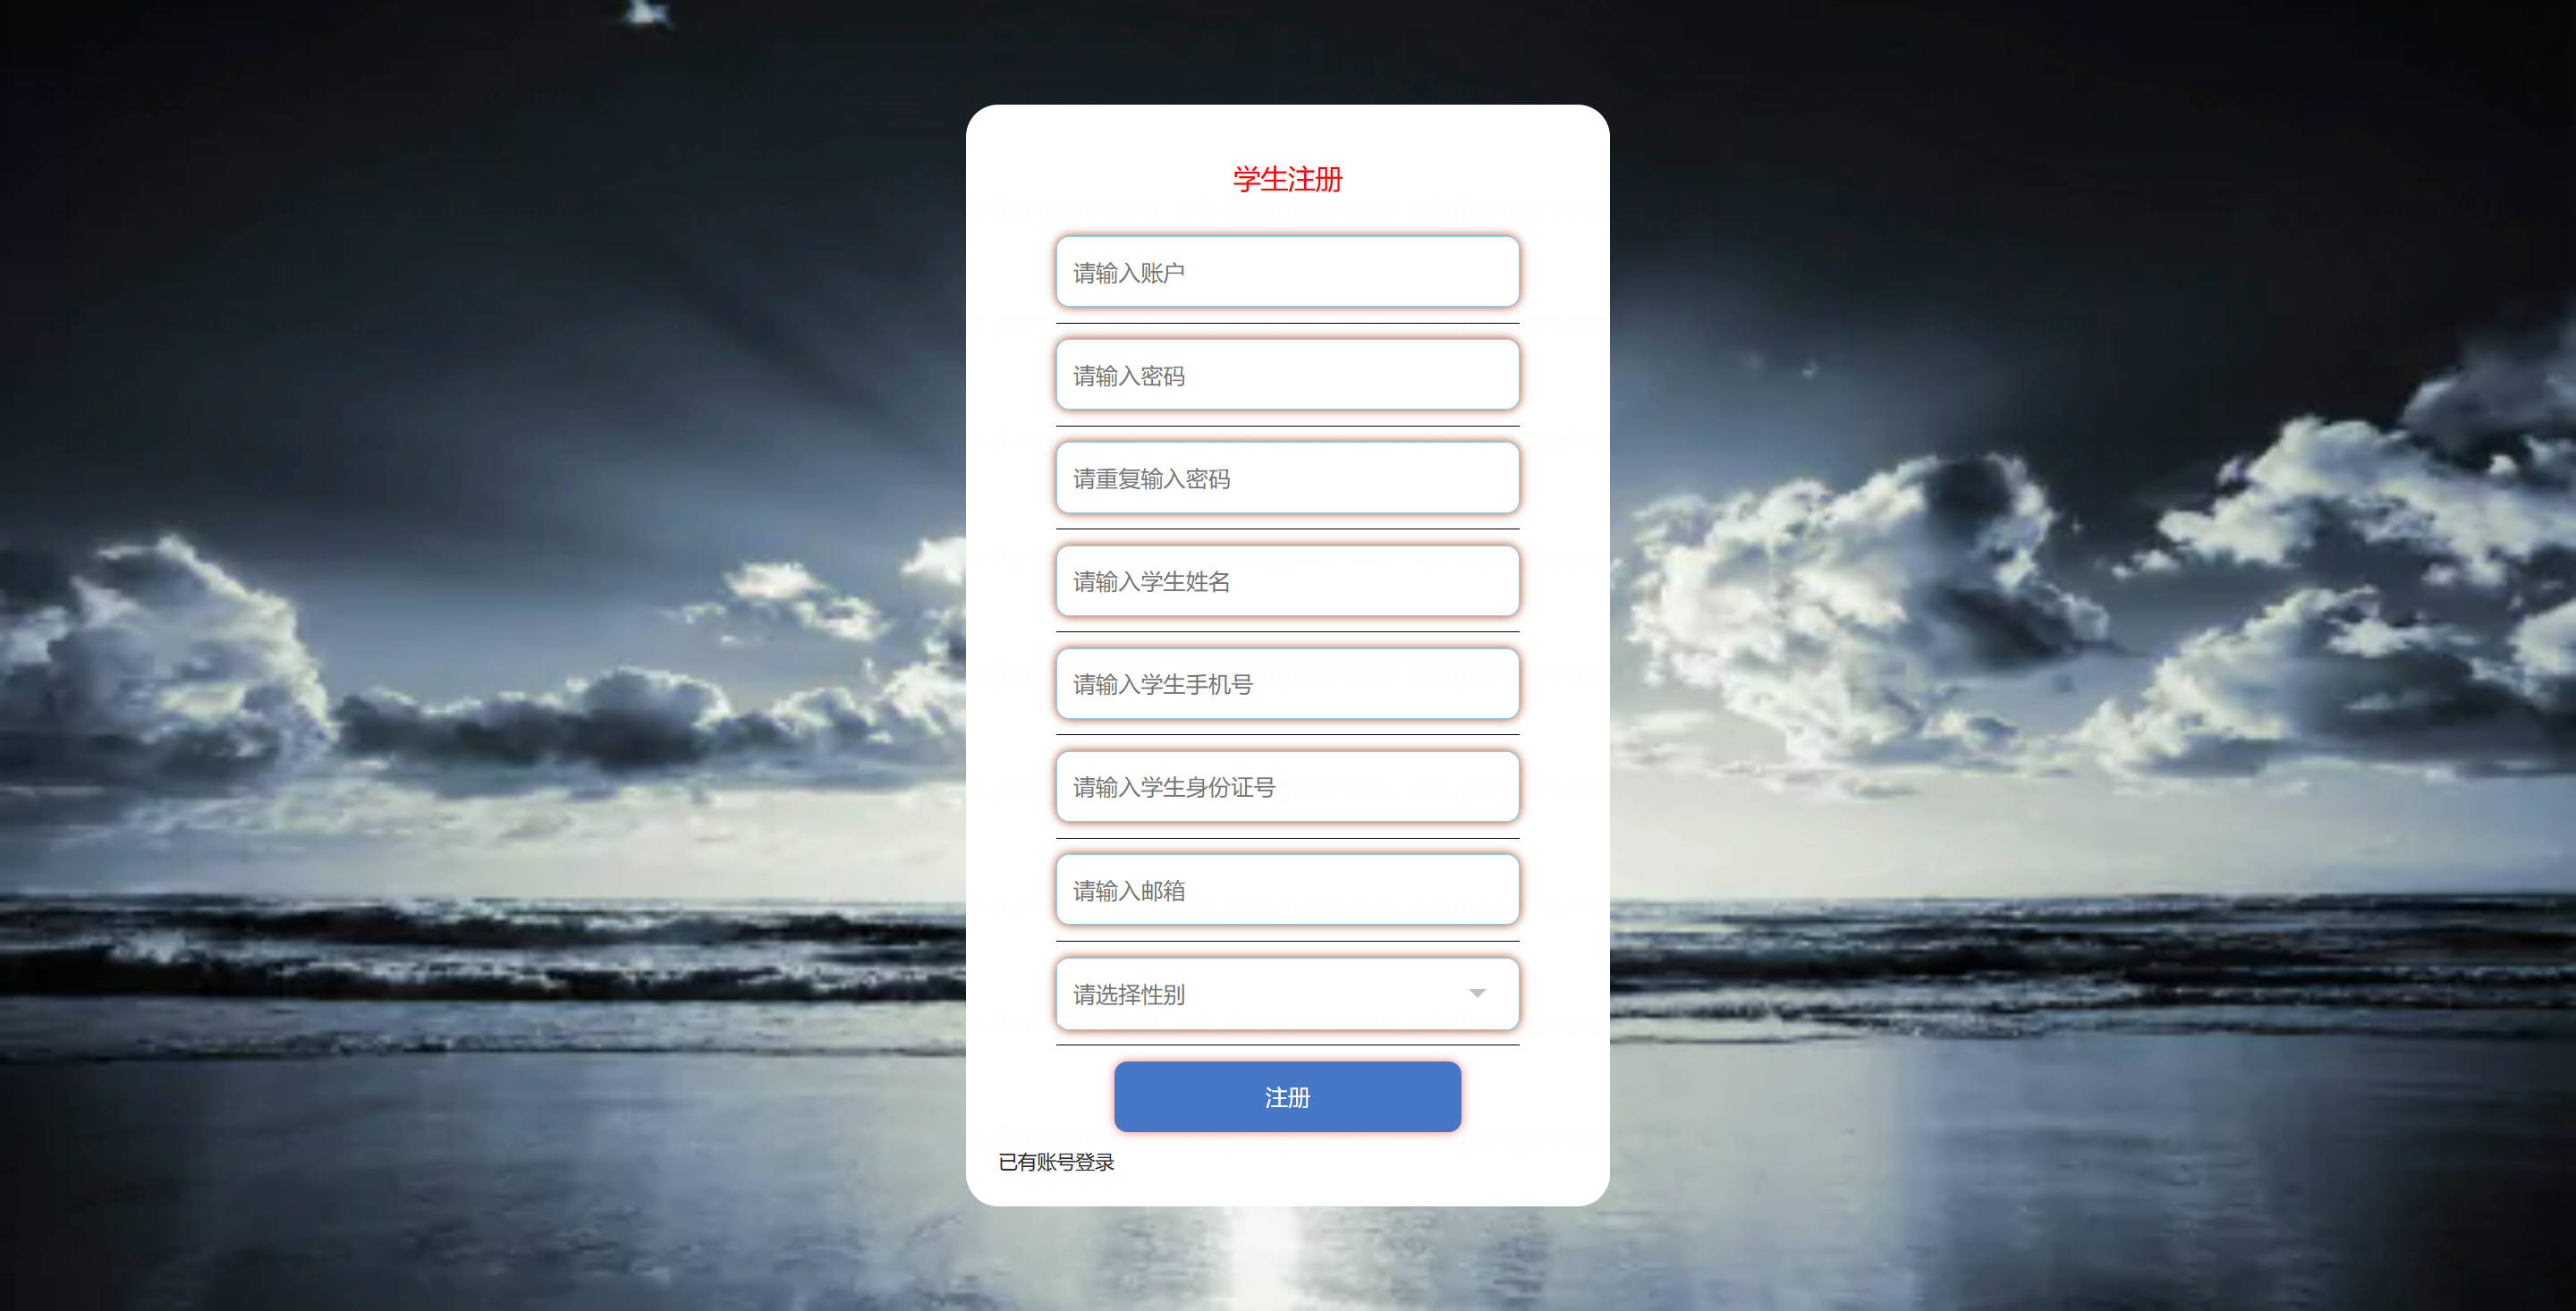 学生注册
请输入账户
请输入密码
请重复输入密码
请输入学生姓名
请输入学生手机号
请输入学生身份证号
请输入邮箱
请选择性别
注册
已有账号登录